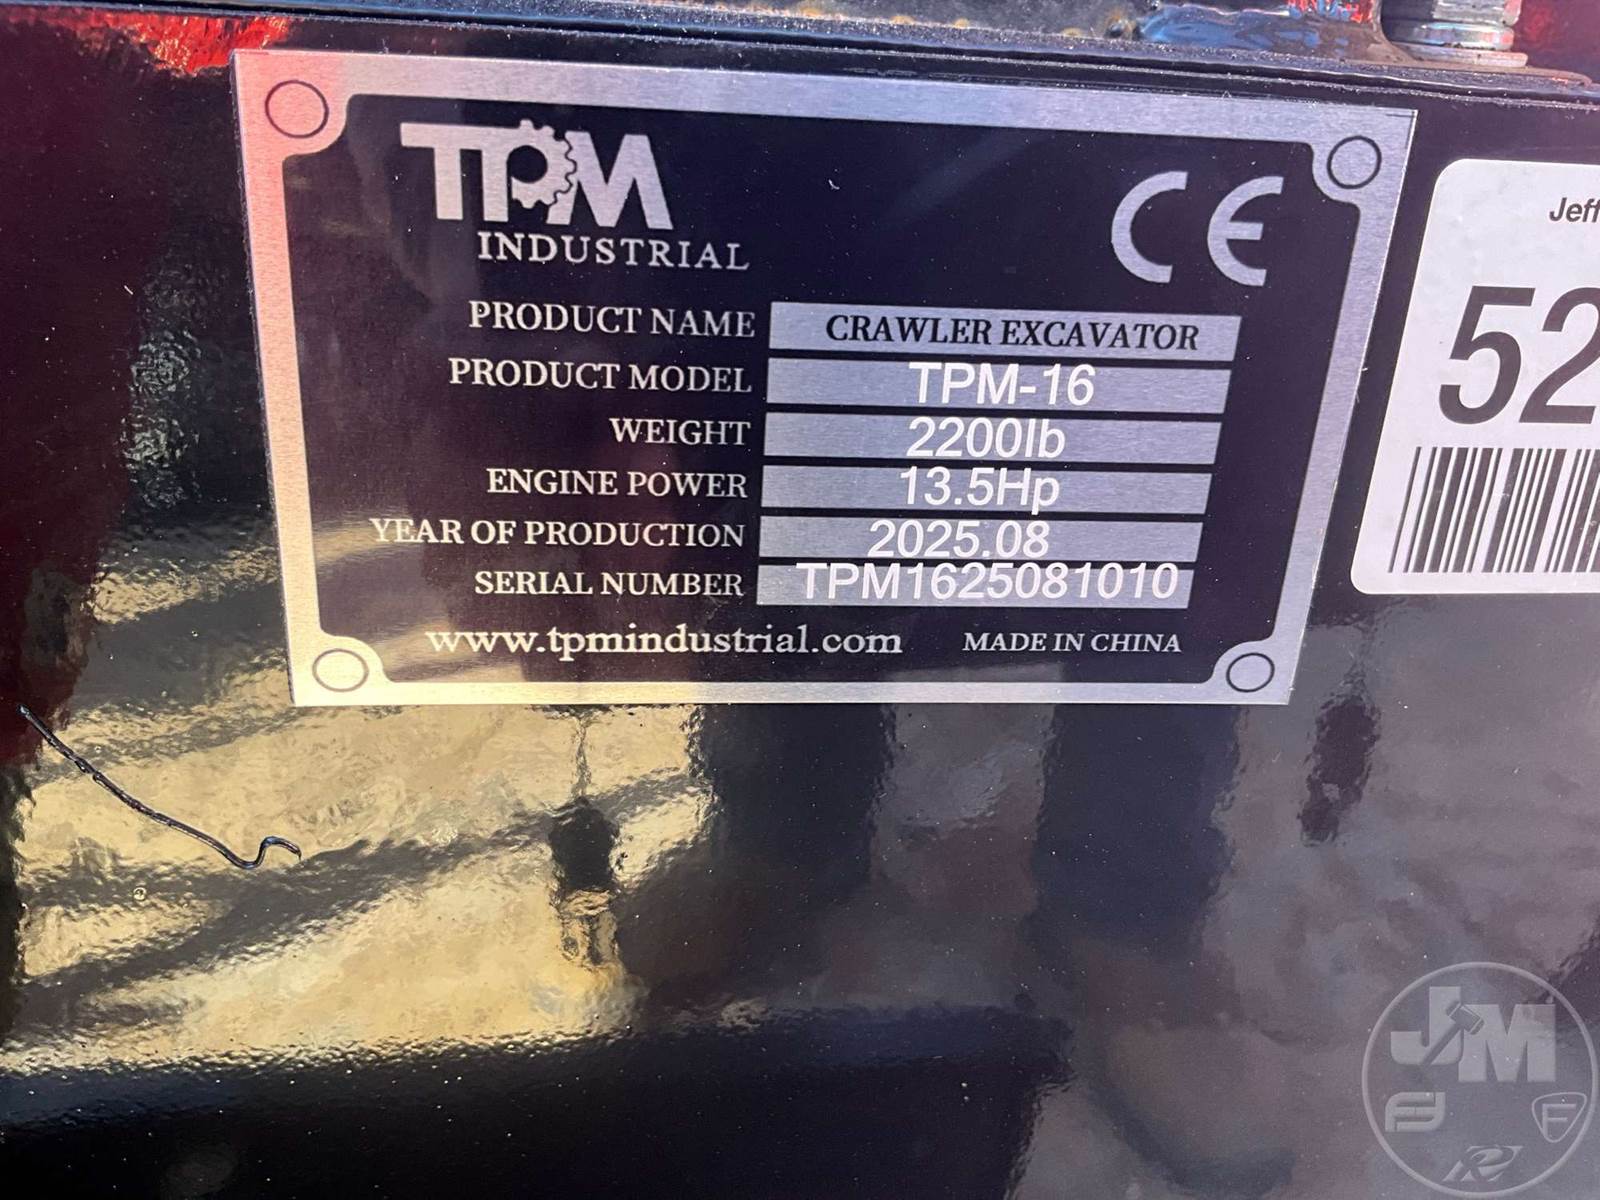 TPM
INDUSTRIAL
CE
PRODUCT NAME CRAWLER EXCAVATOR
PRODUCT MODEL TPM-16
WEIGHT 2200lb
ENGINE POWER 13.5Hp
YEAR OF PRODUCTION 2025.08
SERIAL NUMBER TPM1625081010
www.tpmindustrial.com MADE IN CHINA
Jeff
52
JM